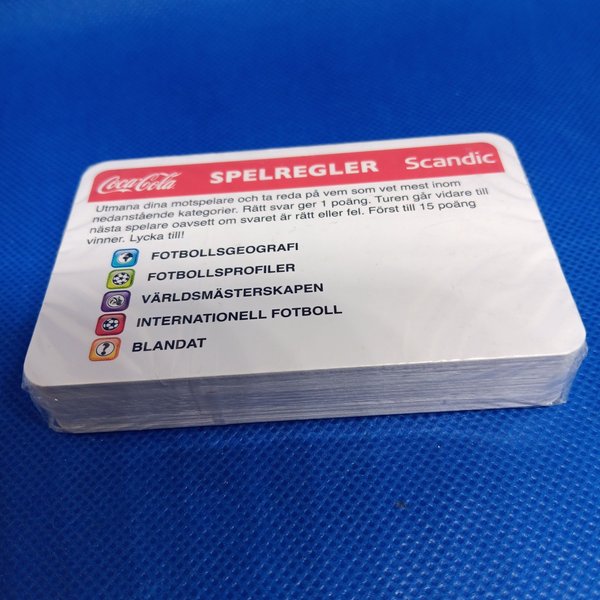 Coca-Cola SPELREGLER Scandic
Utmana dina motspelare och ta reda på vem som vet mest inom
nedanstående kategorier. Rätt svar ger 1 poäng. Turen går vidare till
nästa spelare oavsett om svaret är rätt eller fel. Först till 15 poäng
vinner. Lycka till!
FOTBOLLSGEOGRAFI
FOTBOLLSPROFILER
VÄRLDSMÄSTERSKAPEN
INTERNATIONELL FOTBOLL
BLANDAT